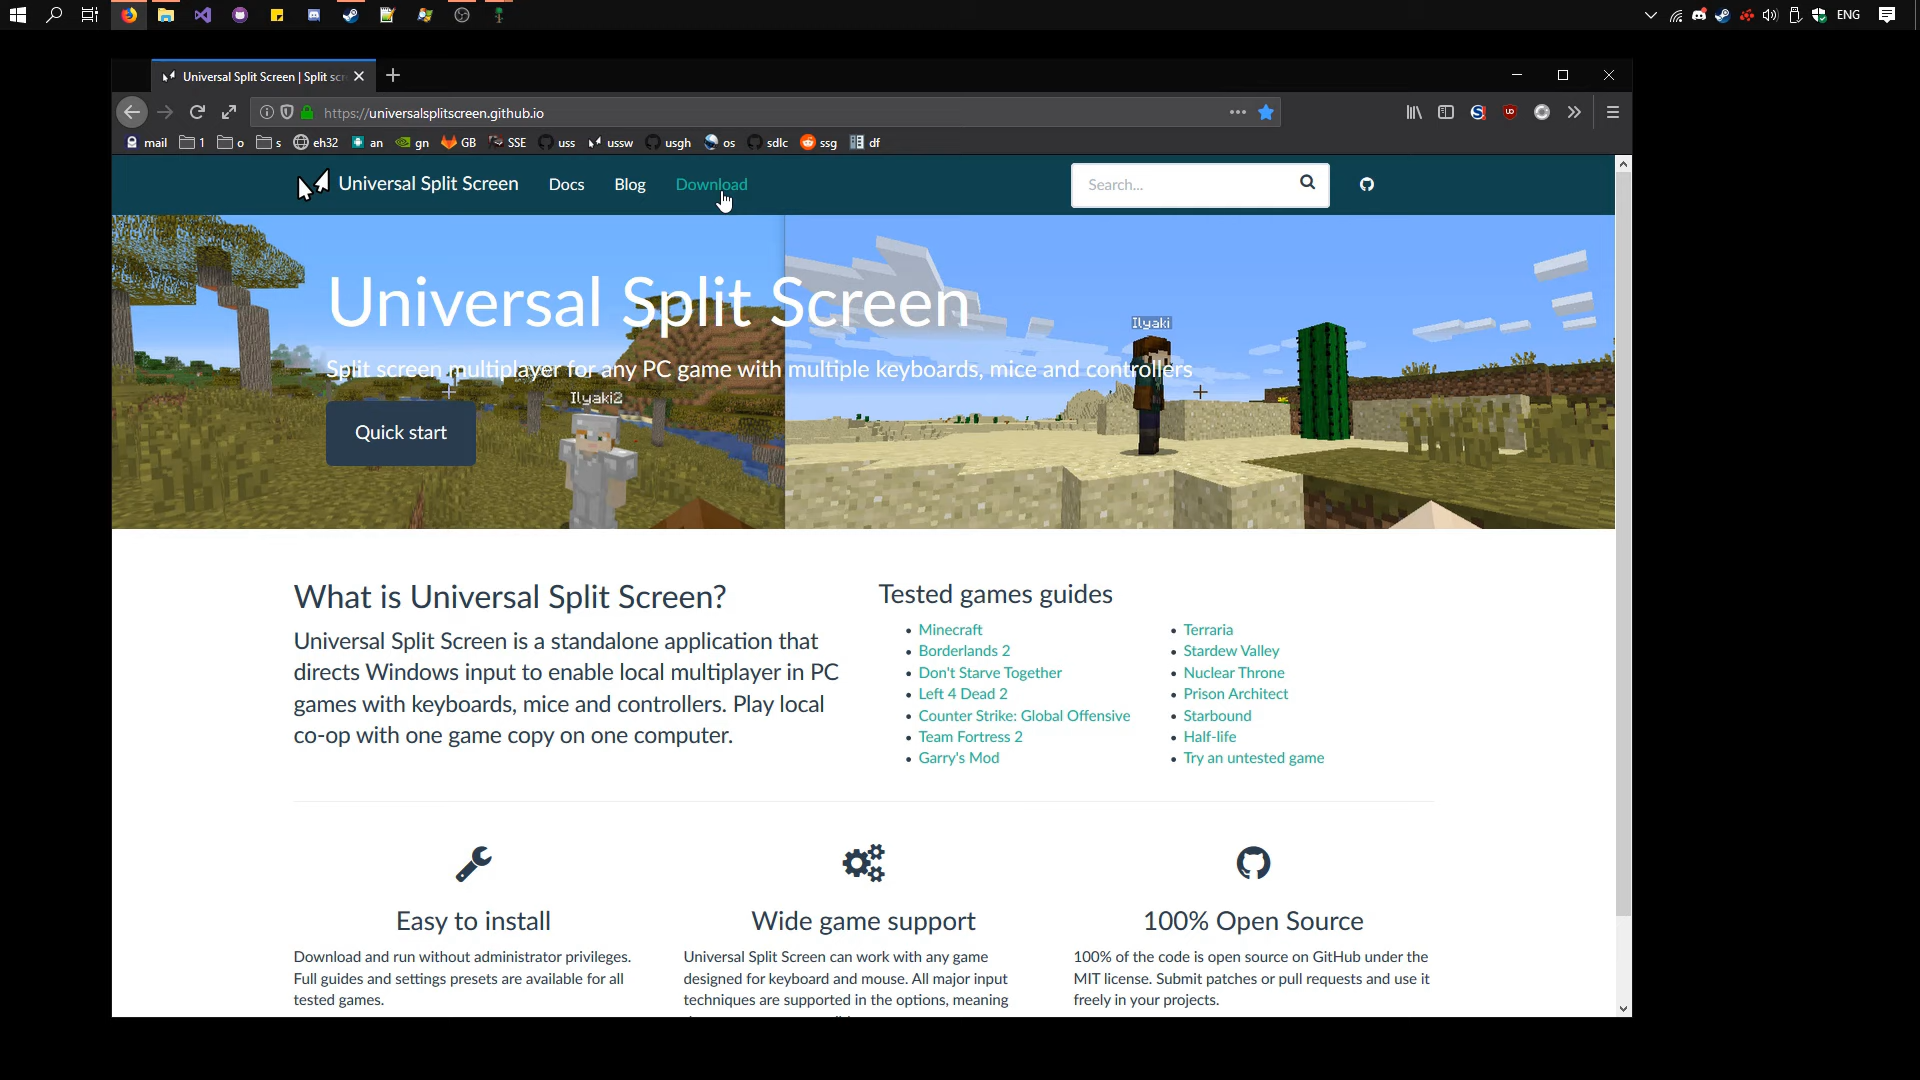 ENG
Universal Split Screen | Split scr
https://universalsplitscreen.github.io
mail 1 o s eh32 an gn GB SSE uss ussw usgh os sdlc ssg df
Universal Split Screen Docs Blog Download Search...
Universal Split Screen
Ilyaki
Split screen multiplayer for any PC game with multiple keyboards, mice and controllers
Ilyaki2
Quick start
What is Universal Split Screen?
Universal Split Screen is a standalone application that
directs Windows input to enable local multiplayer in PC
games with keyboards, mice and controllers. Play local
co-op with one game copy on one computer.
Tested games guides
• Minecraft
• Borderlands 2
• Don't Starve Together
• Left 4 Dead 2
• Counter Strike: Global Offensive
• Team Fortress 2
• Garry's Mod
• Terraria
• Stardew Valley
• Nuclear Throne
• Prison Architect
• Starbound
• Half-life
• Try an untested game
Easy to install
Download and run without administrator privileges.
Full guides and settings presets are available for all
tested games.
Wide game support
Universal Split Screen can work with any game
designed for keyboard and mouse. All major input
techniques are supported in the options, meaning
100% Open Source
100% of the code is open source on GitHub under the
MIT license. Submit patches or pull requests and use it
freely in your projects.